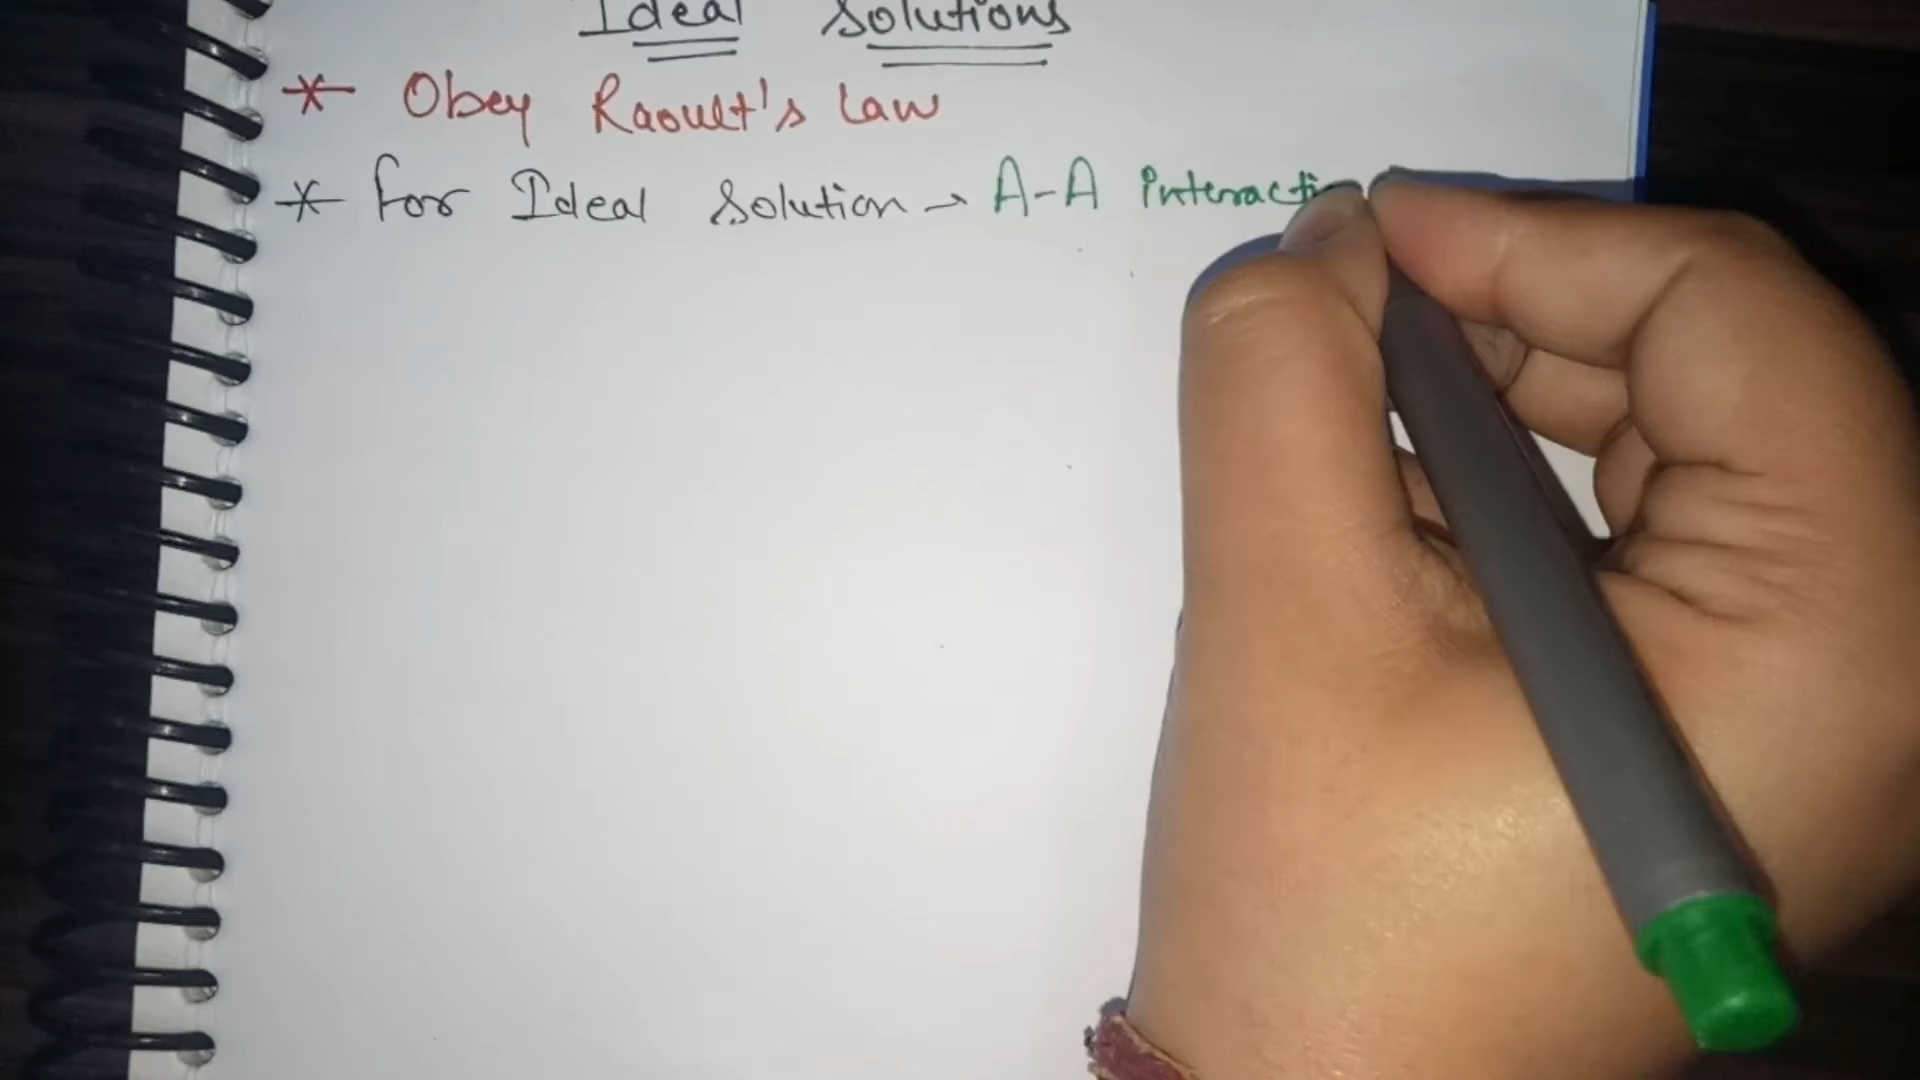 Ideal Solutions
* Obey Raoult's law
* For Ideal Solution → A-A interacti